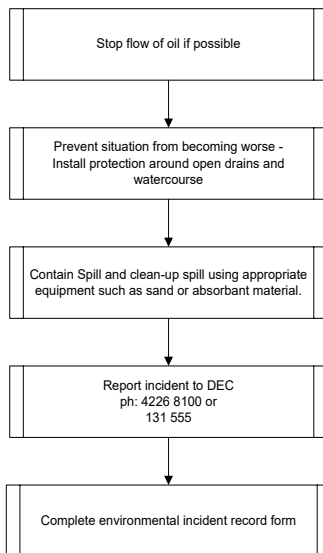 Stop flow of oil if possible
Prevent situation from becoming worse -
Install protection around open drains and
watercourse
Contain Spill and clean-up spill using appropriate
equipment such as sand or absorbant material.
Report incident to DEC
ph: 4226 8100 or
131 555
Complete environmental incident record form